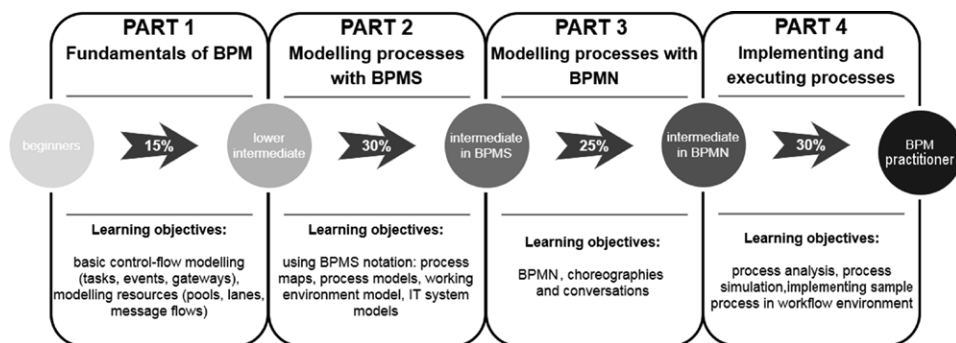 PART 1
Fundamentals of BPM
PART 2
Modelling processes
with BPMS
PART 3
Modelling processes with
BPMN
PART 4
Implementing and
executing processes
beginners
15%
lower
intermediate
30%
intermediate
in BPMS
25%
intermediate
in BPMN
30%
BPM
practitioner
Learning objectives:
basic control-flow modelling
(tasks, events, gateways),
modelling resources (pools, lanes,
message flows)
Learning objectives:
using BPMS notation: process
maps, process models, working
environment model, IT system
models
Learning objectives:
BPMN, choreographies
and conversations
Learning objectives:
process analysis, process
simulation,implementing sample
process in workflow environment